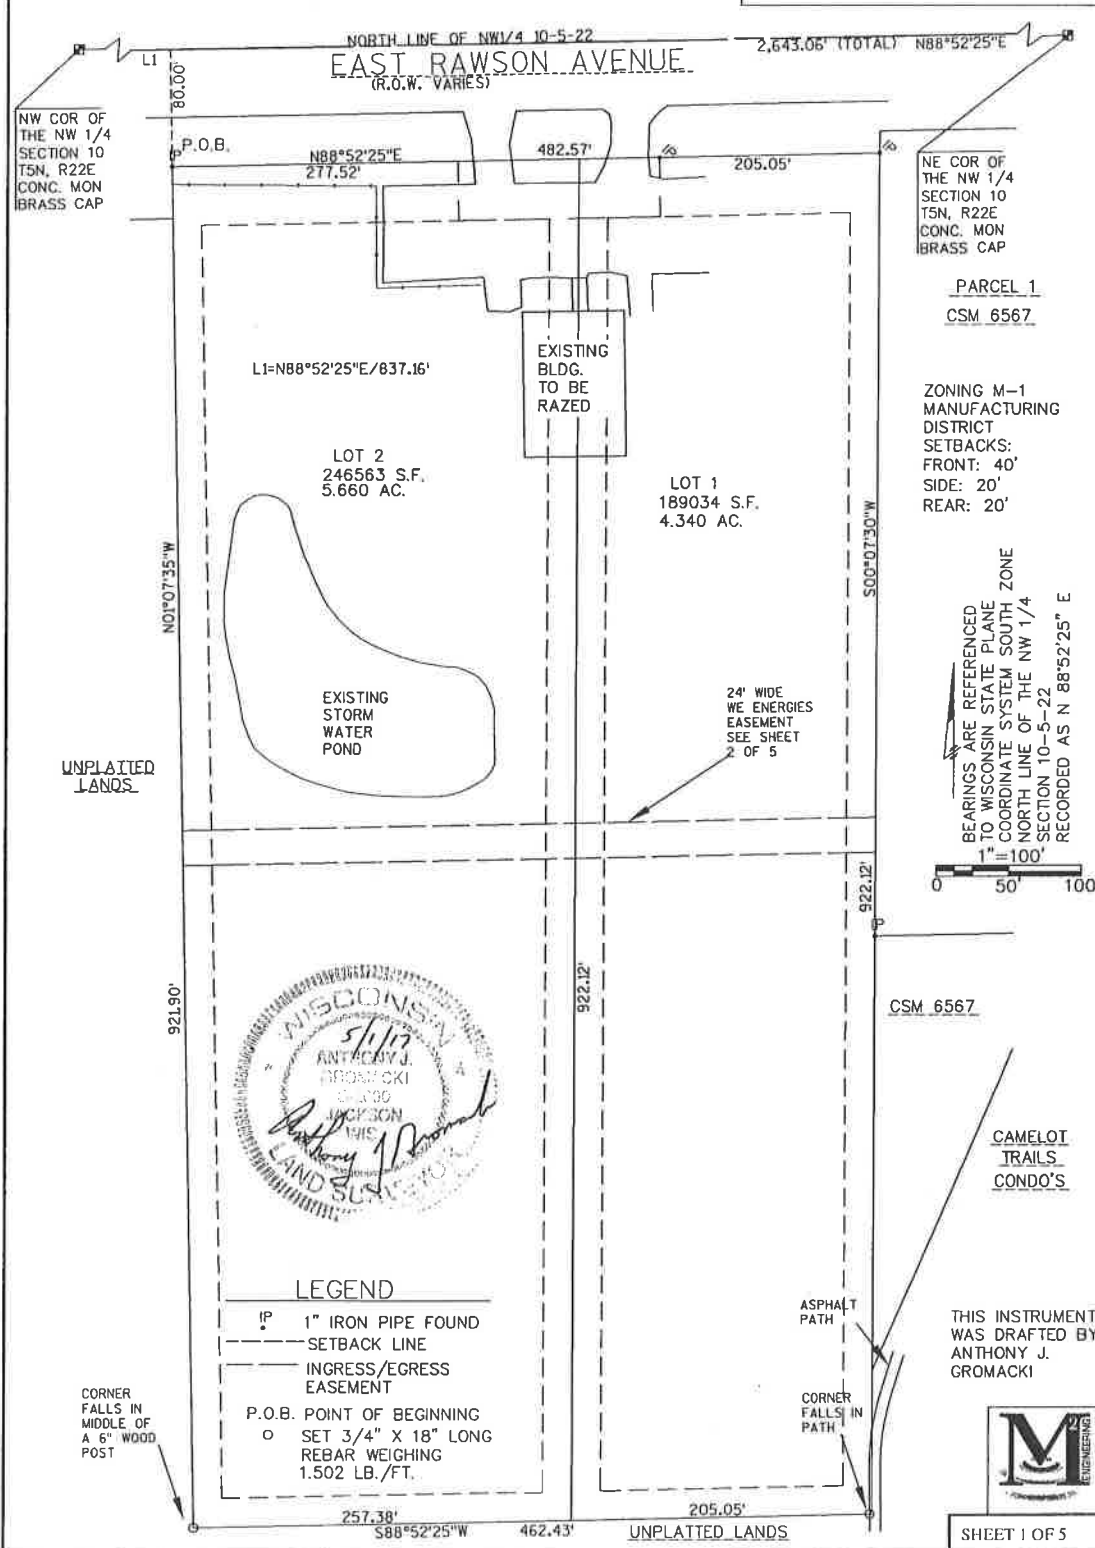 NORTH LINE OF NW1/4 10-5-22
2,643.06' (TOTAL) N88°52'25"E
EAST RAWSON AVENUE
(R.O.W. VARIES)
L1
80.00'
NW COR OF
THE NW 1/4
SECTION 10
T5N, R22E
CONC. MON
BRASS CAP
P.O.B.
IP
N88°52'25"E
277.52'
482.57'
IP
205.05'
IP
NE COR OF
THE NW 1/4
SECTION 10
T5N, R22E
CONC. MON
BRASS CAP
PARCEL 1
CSM 6567
L1=N88°52'25"E/837.16'
EXISTING
BLDG.
TO BE
RAZED
ZONING M-1
MANUFACTURING
DISTRICT
SETBACKS:
FRONT: 40'
SIDE: 20'
REAR: 20'
LOT 2
246563 S.F.
5.660 AC.
LOT 1
189034 S.F.
4.340 AC.
N01°07'35"W
S00°07'30"W
BEARINGS ARE REFERENCED
TO WISCONSIN STATE PLANE
COORDINATE SYSTEM SOUTH ZONE
NORTH LINE OF THE NW 1/4
SECTION 10-5-22
RECORDED AS N 88°52'25" E
EXISTING
STORM
WATER
POND
24' WIDE
WE ENERGIES
EASEMENT
SEE SHEET
2 OF 5
UNPLATTED
LANDS
1"=100'
0 50' 100
922.12'
IP
921.90'
922.12'
CSM 6567
WISCONSIN
5/1/17
ANTHONY J.
GROMACKI
JACKSON
WIS
LAND SURVEYOR
Anthony J Gromacki
CAMELOT
TRAILS
CONDO'S
LEGEND
IP 1" IRON PIPE FOUND
SETBACK LINE
INGRESS/EGRESS
EASEMENT
P.O.B. POINT OF BEGINNING
O SET 3/4" X 18" LONG
REBAR WEIGHING
1.502 LB./FT.
ASPHALT
PATH
THIS INSTRUMENT
WAS DRAFTED BY
ANTHONY J.
GROMACKI
CORNER
FALLS IN
MIDDLE OF
A 6" WOOD
POST
CORNER
FALLS IN
PATH
M²
ENGINEERING
257.38'
S88°52'25"W
462.43'
205.05'
UNPLATTED LANDS
SHEET 1 OF 5